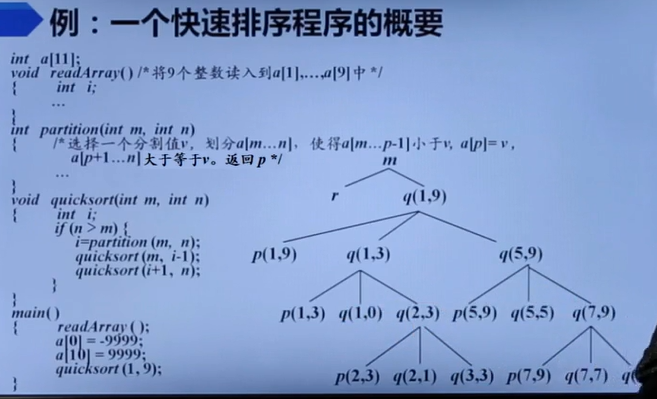 例：一个快速排序程序的概要
int a[11];
void readArray() /*将9个整数读入到a[1],...,a[9]中*/
{ int i;
...
}
int partition(int m, int n)
{ /*选择一个分割值v，划分a[m...n]，使得a[m...p-1]小于v, a[p]=v，
a[p+1...n]大于等于v。返回 p */
...
}
void quicksort(int m, int n)
{ int i;
if (n > m) {
i=partition (m, n);
quicksort (m, i-1);
quicksort (i+1, n);
}
}
main()
{ readArray ();
a[0] = -9999;
a[10] = 9999;
quicksort (1, 9);
}
m
r q(1,9)
p(1,9) q(1,3) q(5,9)
p(1,3) q(1,0) q(2,3) p(5,9) q(5,5) q(7,9)
p(2,3) q(2,1) q(3,3) p(7,9) q(7,7)